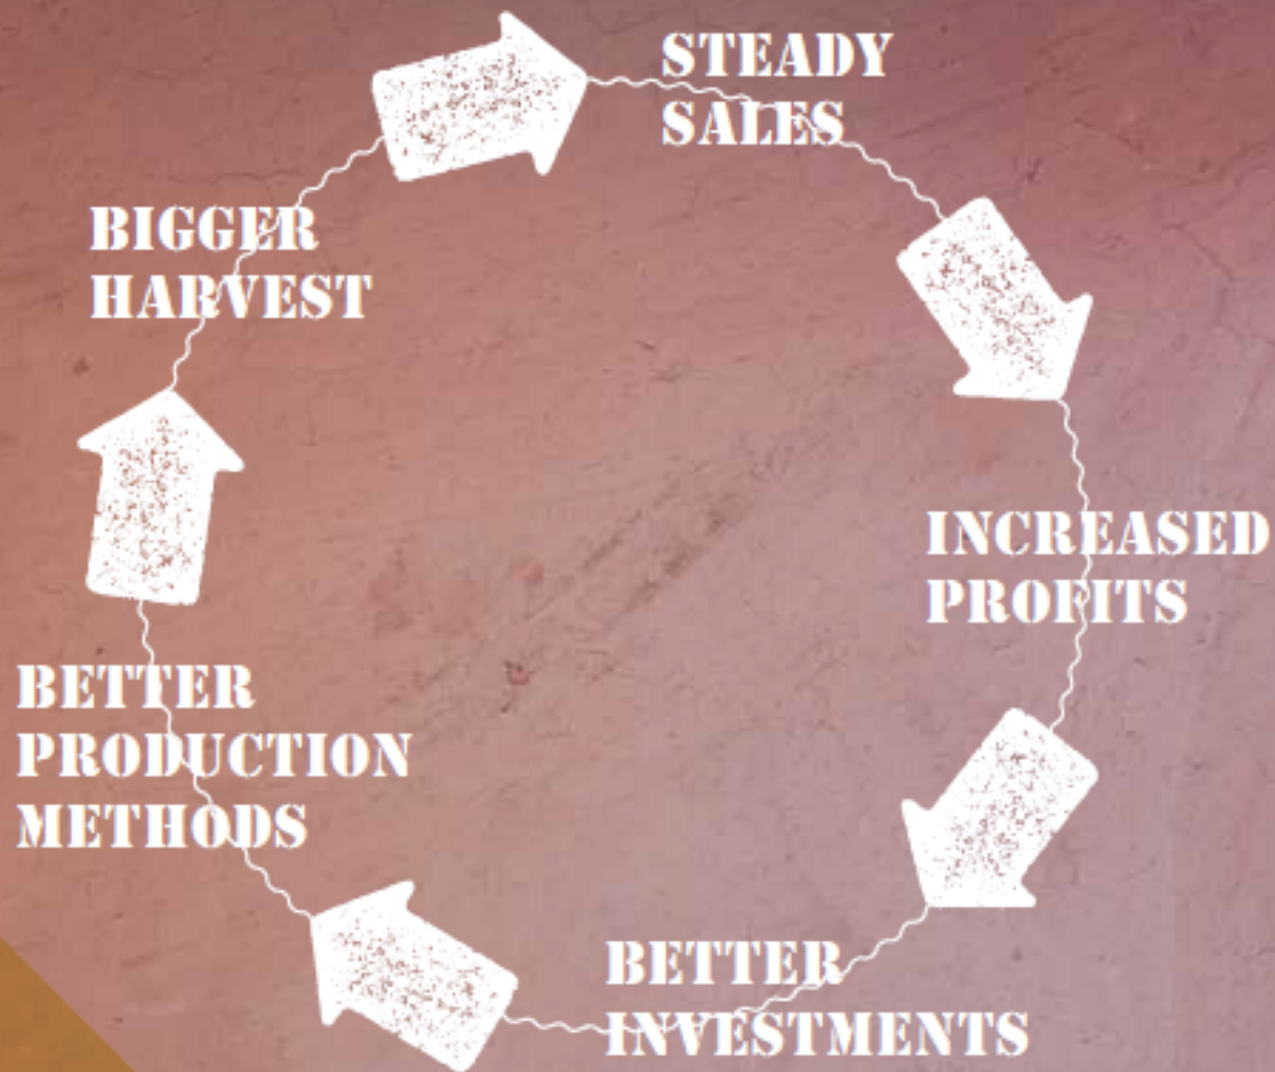 STEADY
SALES
BIGGER
HARVEST
INCREASED
PROFITS
BETTER
PRODUCTION
METHODS
BETTER
INVESTMENTS